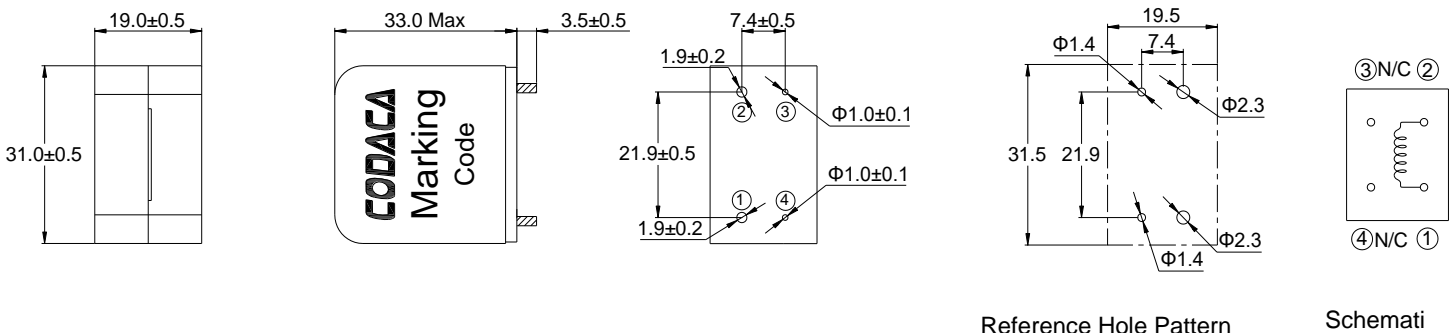 19.0±0.5
31.0±0.5
33.0 Max
3.5±0.5
CODACA
Marking
Code
7.4±0.5
1.9±0.2
② ③
Φ1.0±0.1
21.9±0.5
Φ1.0±0.1
① ④
1.9±0.2
19.5
Φ1.4
7.4
Φ2.3
31.5
21.9
Φ2.3
Φ1.4
Reference Hole Pattern
③N/C ②
④N/C ①
Schemati